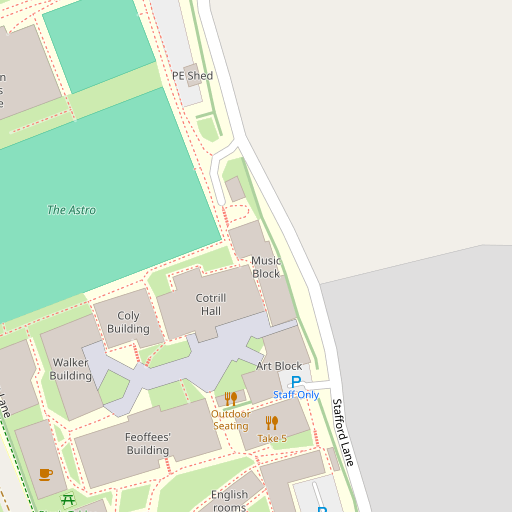 PE Shed
The Astro
Music
Block
Cotrill
Hall
Coly
Building
Walker
Building
Art Block
P
Staff Only
Outdoor
Seating
Take 5
Stafford Lane
Feoffees'
Building
Lane
English
rooms
P